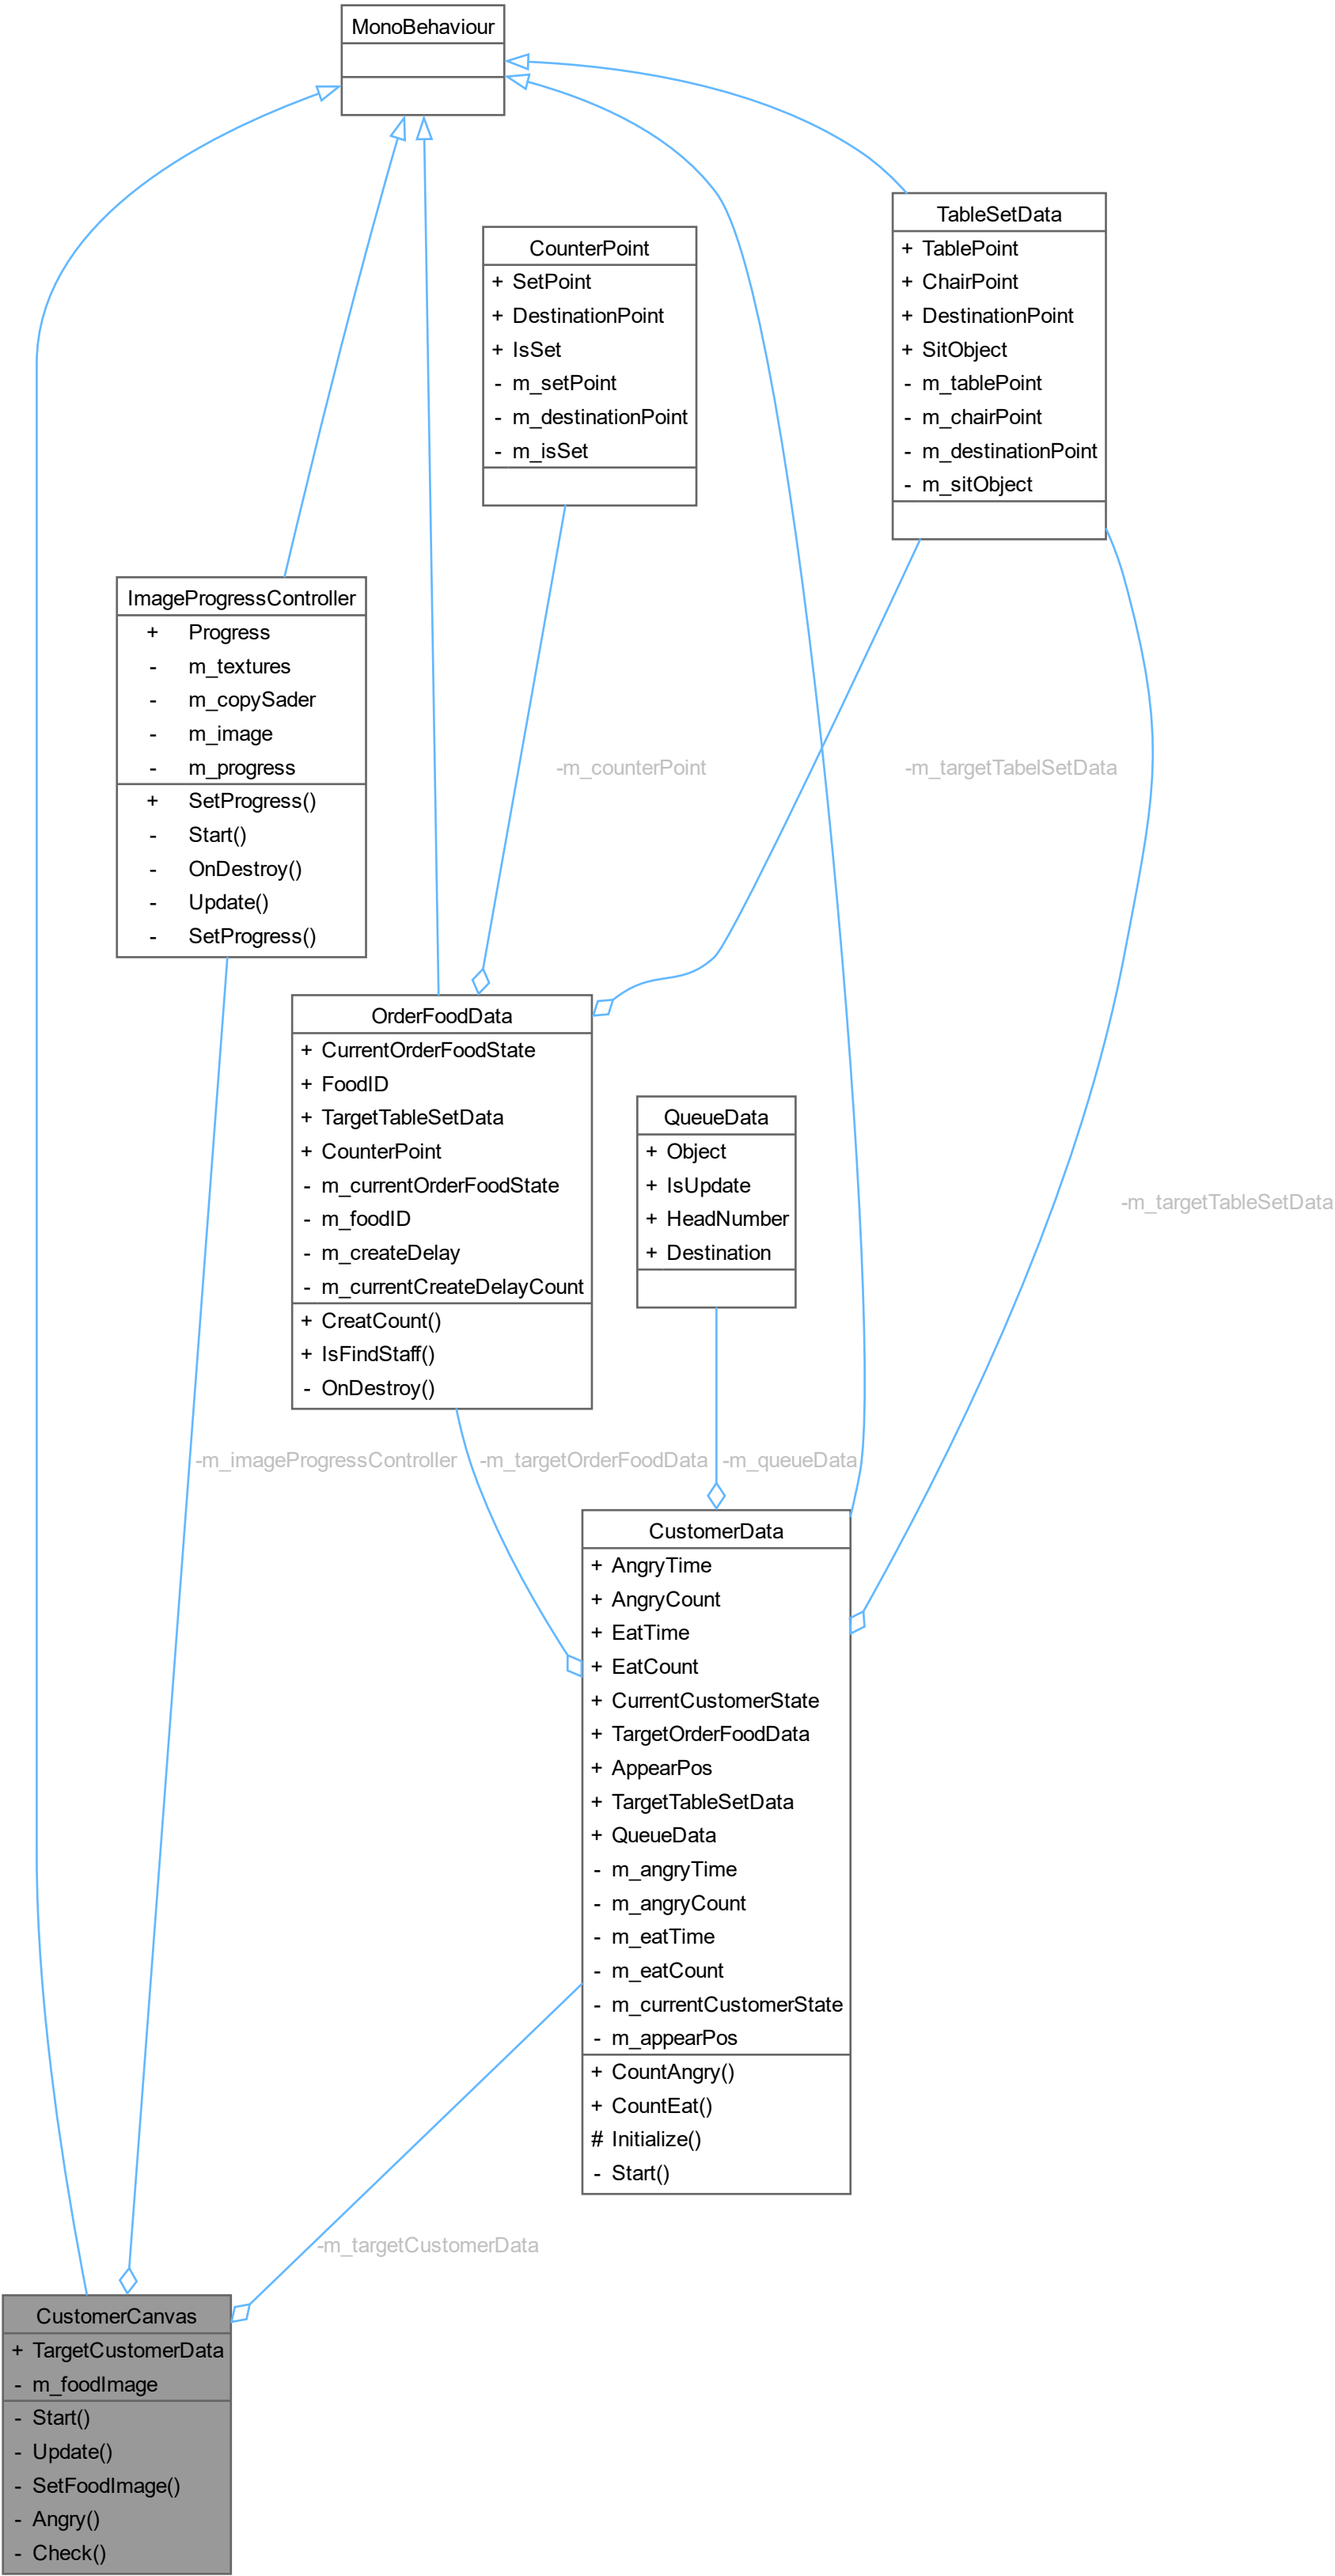 MonoBehaviour
TableSetData
+ TablePoint
+ ChairPoint
+ DestinationPoint
+ SitObject
- m_tablePoint
- m_chairPoint
- m_destinationPoint
- m_sitObject
CounterPoint
+ SetPoint
+ DestinationPoint
+ IsSet
- m_setPoint
- m_destinationPoint
- m_isSet
ImageProgressController
+ Progress
- m_textures
- m_copySader
- m_image
- m_progress
+ SetProgress()
- Start()
- OnDestroy()
- Update()
- SetProgress()
-m_counterPoint
-m_targetTabelSetData
OrderFoodData
+ CurrentOrderFoodState
+ FoodID
+ TargetTableSetData
+ CounterPoint
- m_currentOrderFoodState
- m_foodID
- m_createDelay
- m_currentCreateDelayCount
+ CreatCount()
+ IsFindStaff()
- OnDestroy()
QueueData
+ Object
+ IsUpdate
+ HeadNumber
+ Destination
-m_targetTableSetData
-m_imageProgressController
-m_targetOrderFoodData
-m_queueData
CustomerData
+ AngryTime
+ AngryCount
+ EatTime
+ EatCount
+ CurrentCustomerState
+ TargetOrderFoodData
+ AppearPos
+ TargetTableSetData
+ QueueData
- m_angryTime
- m_angryCount
- m_eatTime
- m_eatCount
- m_currentCustomerState
- m_appearPos
+ CountAngry()
+ CountEat()
# Initialize()
- Start()
-m_targetCustomerData
CustomerCanvas
+ TargetCustomerData
- m_foodImage
- Start()
- Update()
- SetFoodImage()
- Angry()
- Check()